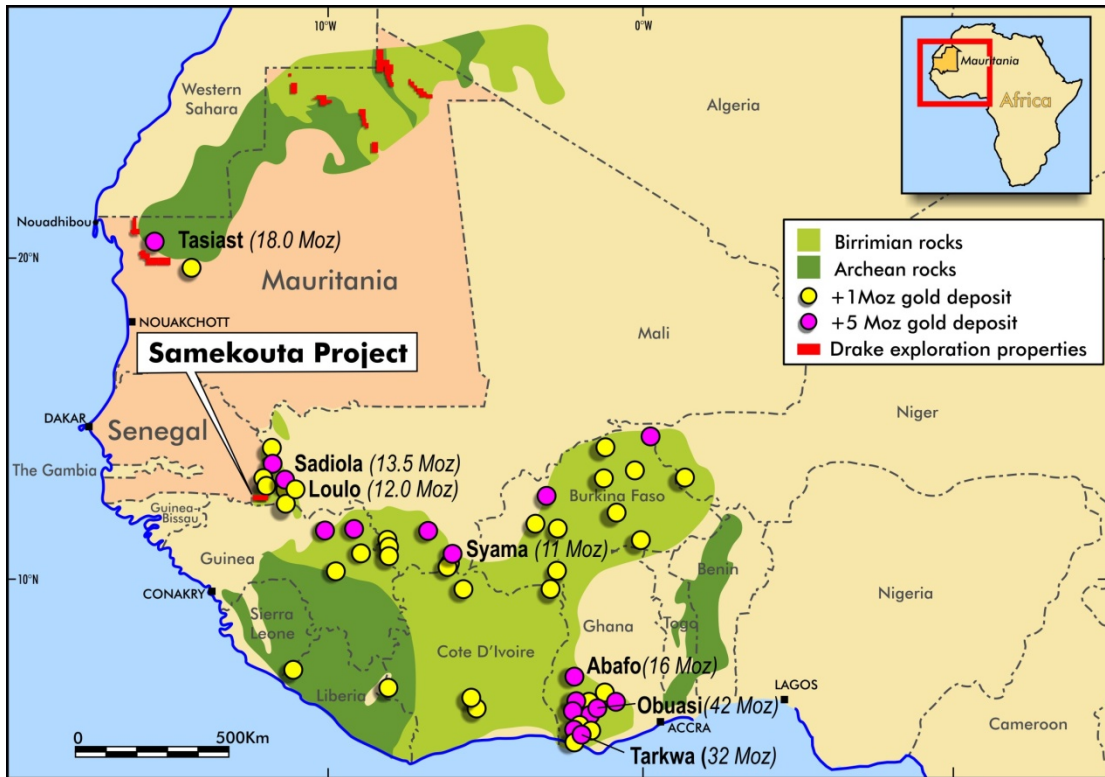 10°W
0°W
Western
Sahara
Algeria
Mauritania
Africa
Nouadhibou
Tasiast (18.0 Moz)
20°N
Mauritania
NOUAKCHOTT
Samekouta Project
Mali
Birrimian rocks
Archean rocks
+1Moz gold deposit
+5 Moz gold deposit
Drake exploration properties
DAKAR
Senegal
Niger
The Gambia
Sadiola (13.5 Moz)
Loulo (12.0 Moz)
Guinea
Bissau
Burkina Faso
Guinea
Syama (11 Moz)
10°N
Benin
CONAKRY
Nigeria
Sierra
Leone
Ghana
Togo
Cote D'Ivoire
Abafo (16 Moz)
Liberia
LAGOS
Obuasi (42 Moz)
ACCRA
Cameroon
0 500Km
Tarkwa (32 Moz)